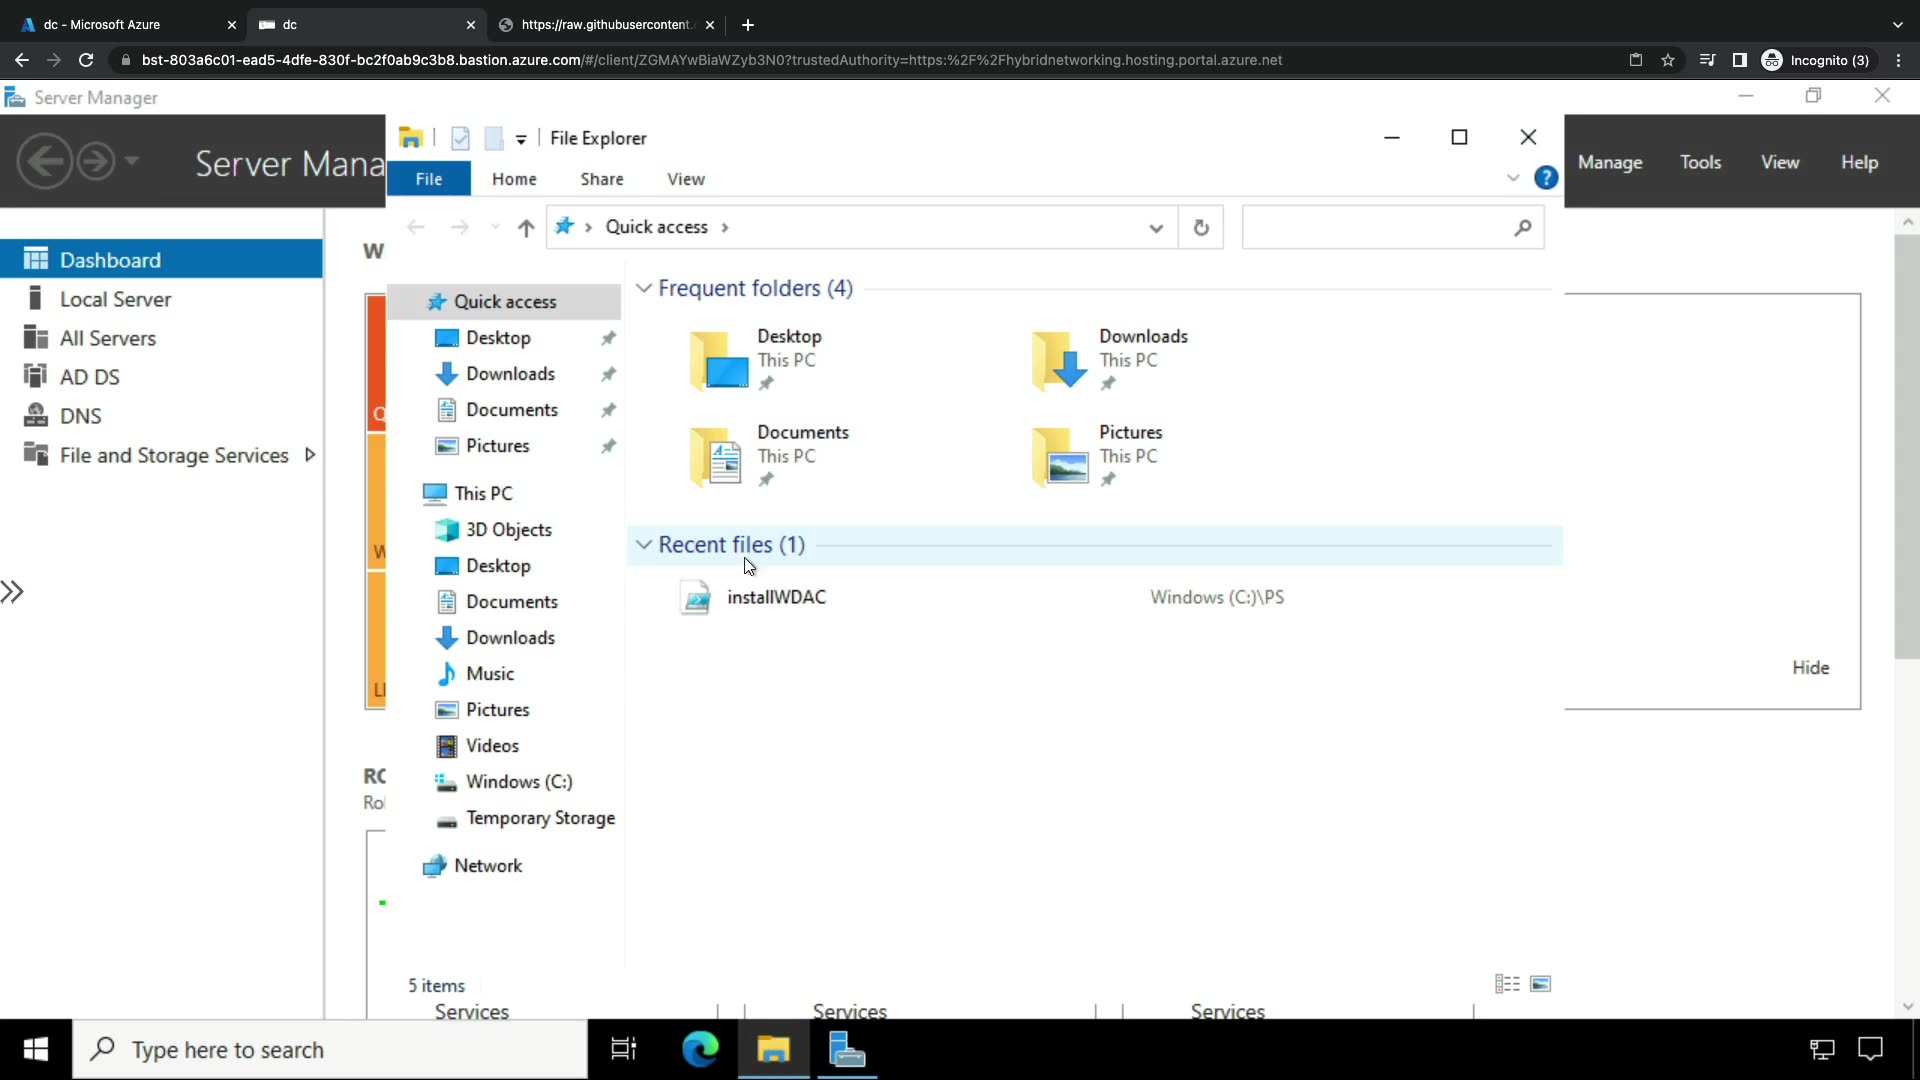 dc - Microsoft Azure
dc
https://raw.githubusercontent.
bst-803a6c01-ead5-4dfe-830f-bc2f0ab9c3b8.bastion.azure.com/#/client/ZGMAYwBiaWZyb3N0?trustedAuthority=https:%2F%2Fhybridnetworking.hosting.portal.azure.net
Incognito (3)
Server Manager
Server Mana
File Explorer
Manage
Tools
View
Help
File
Home
Share
View
Quick access
Dashboard
Local Server
All Servers
AD DS
DNS
File and Storage Services
W
Q
W
LI
Hide
RO
Rol
Quick access
Desktop
Downloads
Documents
Pictures
This PC
3D Objects
Desktop
Documents
Downloads
Music
Pictures
Videos
Windows (C:)
Temporary Storage
Network
Frequent folders (4)
Desktop
This PC
Downloads
This PC
Documents
This PC
Pictures
This PC
Recent files (1)
installWDAC
Windows (C:)\PS
5 items
Services
Services
Services
Type here to search